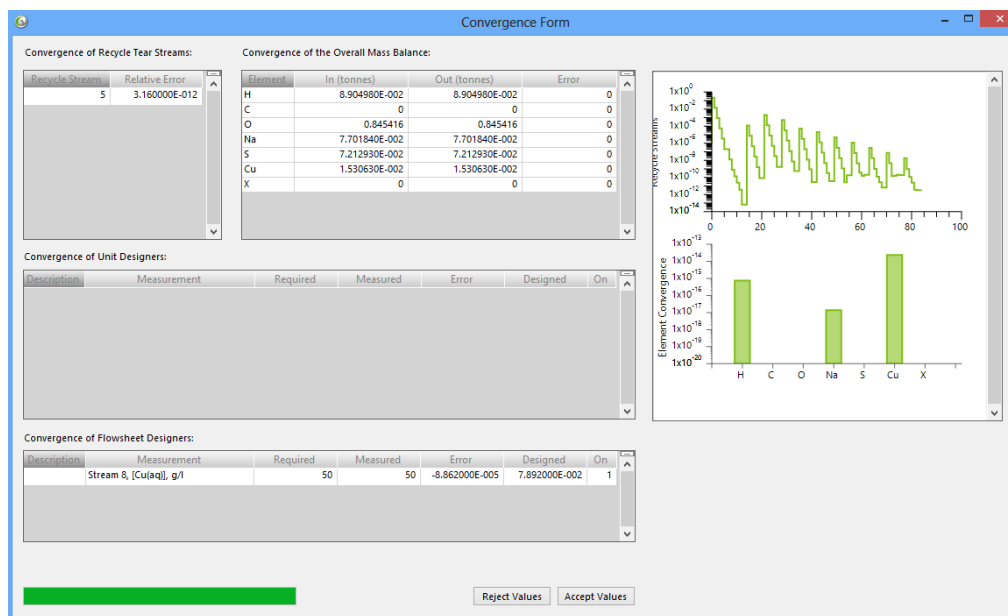 Convergence Form
Convergence of Recycle Tear Streams:
Recycle Stream Relative Error
5 3.160000E-012
Convergence of the Overall Mass Balance:
Element In (tonnes) Out (tonnes) Error
H 8.904980E-002 8.904980E-002 0
C 0 0 0
O 0.845416 0.845416 0
Na 7.701840E-002 7.701840E-002 0
S 7.212930E-002 7.212930E-002 0
Cu 1.530630E-002 1.530630E-002 0
X 0 0 0
Recycle Streams
1x10⁰
1x10⁻²
1x10⁻⁴
1x10⁻⁶
1x10⁻⁸
1x10⁻¹⁰
1x10⁻¹²
1x10⁻¹⁴
0 20 40 60 80 100
Element Convergence
1x10⁻¹³
1x10⁻¹⁴
1x10⁻¹⁵
1x10⁻¹⁶
1x10⁻¹⁷
1x10⁻¹⁸
1x10⁻¹⁹
1x10⁻²⁰
H C O Na S Cu X
Convergence of Unit Designers:
Description Measurement Required Measured Error Designed On
Convergence of Flowsheet Designers:
Description Measurement Required Measured Error Designed On
Stream 8, [Cu(aq)], g/l 50 50 -8.862000E-005 7.892000E-002 1
Reject Values Accept Values